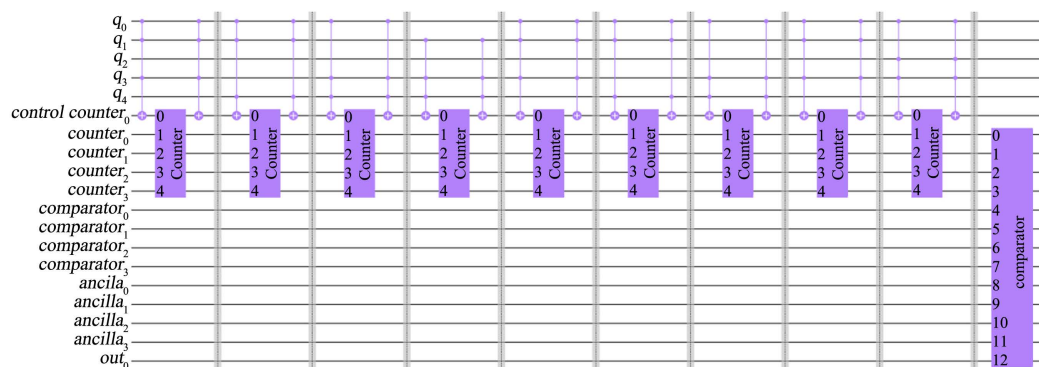 q0
q1
q2
q3
q4
control counter0 0 0 0 0 0 0 0 0 0
counter0 1 1 1 1 1 1 1 1 1 0
counter1 2 2 2 2 2 2 2 2 2 1
counter2 3 3 3 3 3 3 3 3 3 2
counter3 4 4 4 4 4 4 4 4 4 3
Counter Counter Counter Counter Counter Counter Counter Counter Counter
comparator0 4
comparator1 5
comparator2 6
comparator3 7
ancila0 8
ancilla1 9
ancilla2 10
ancilla3 11
out0 12
comparator